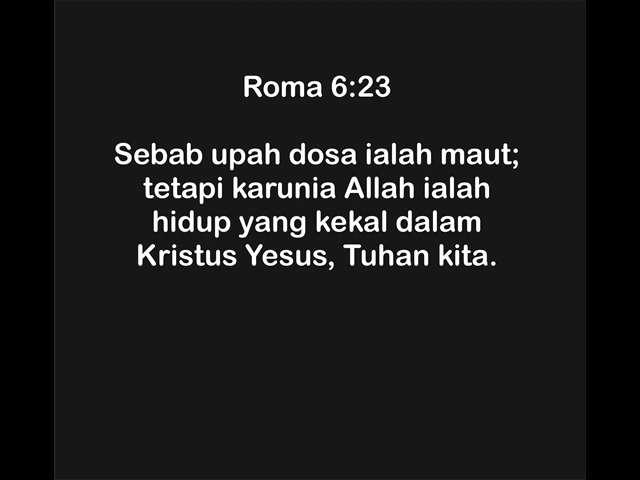 Roma 6:23
Sebab upah dosa ialah maut;
tetapi karunia Allah ialah
hidup yang kekal dalam
Kristus Yesus, Tuhan kita.